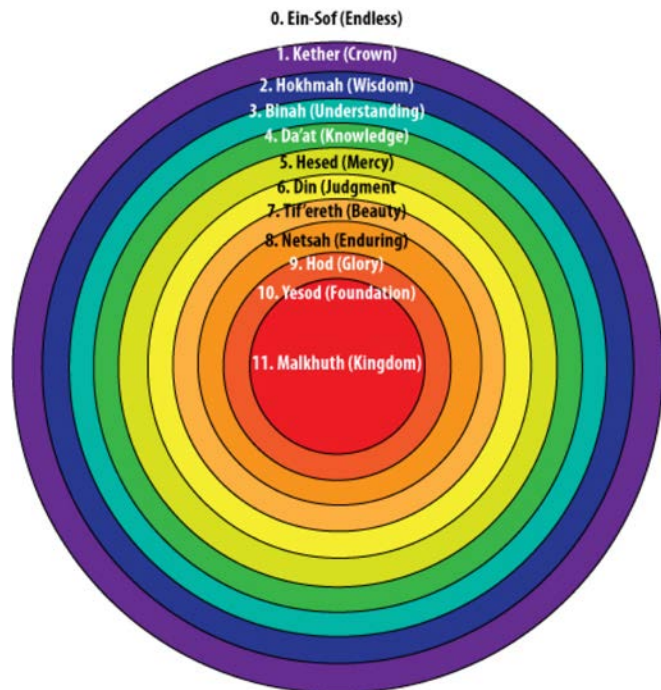 0. Ein-Sof (Endless)
1. Kether (Crown)
2. Hokhmah (Wisdom)
3. Binah (Understanding)
4. Da'at (Knowledge)
5. Hesed (Mercy)
6. Din (Judgment
7. Tif'ereth (Beauty)
8. Netsah (Enduring)
9. Hod (Glory)
10. Yesod (Foundation)
11. Malkhuth (Kingdom)